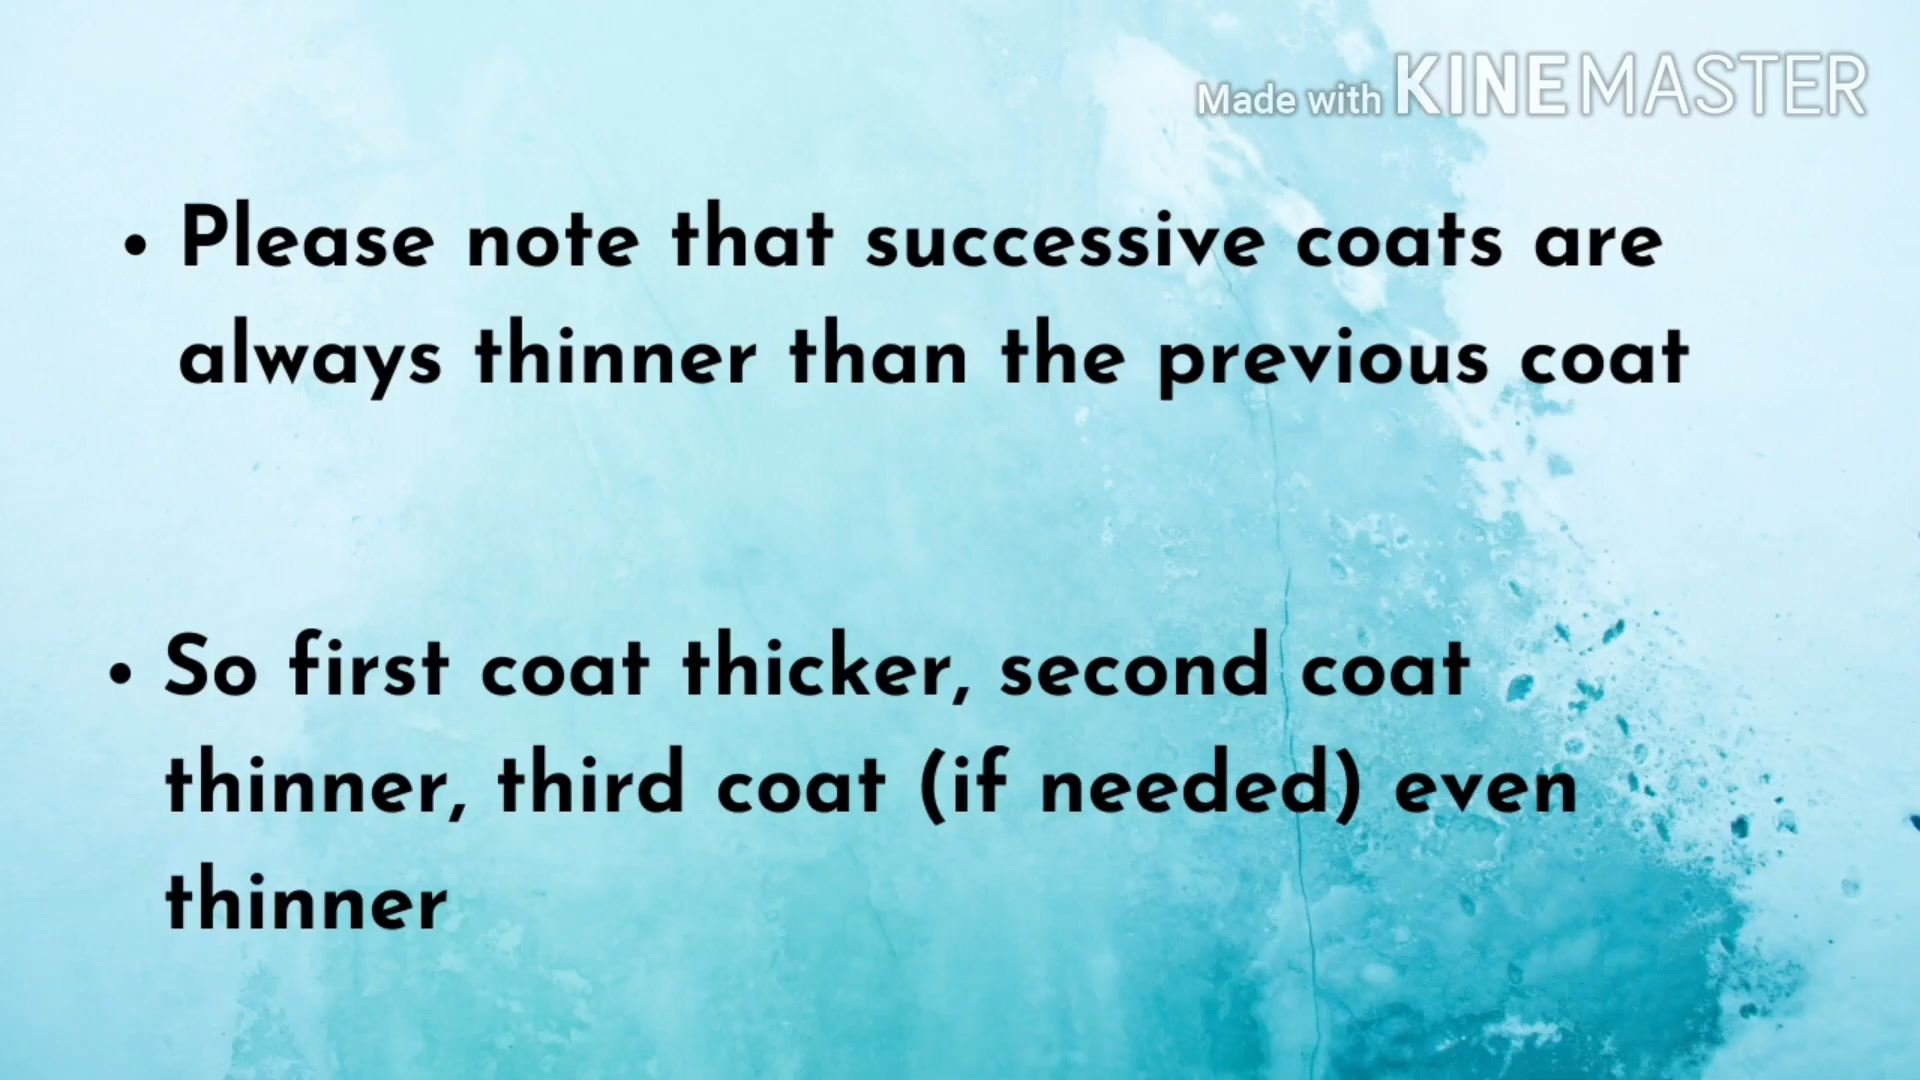 Made with KINEMASTER
• Please note that successive coats are
always thinner than the previous coat
• So first coat thicker, second coat
thinner, third coat (if needed) even
thinner